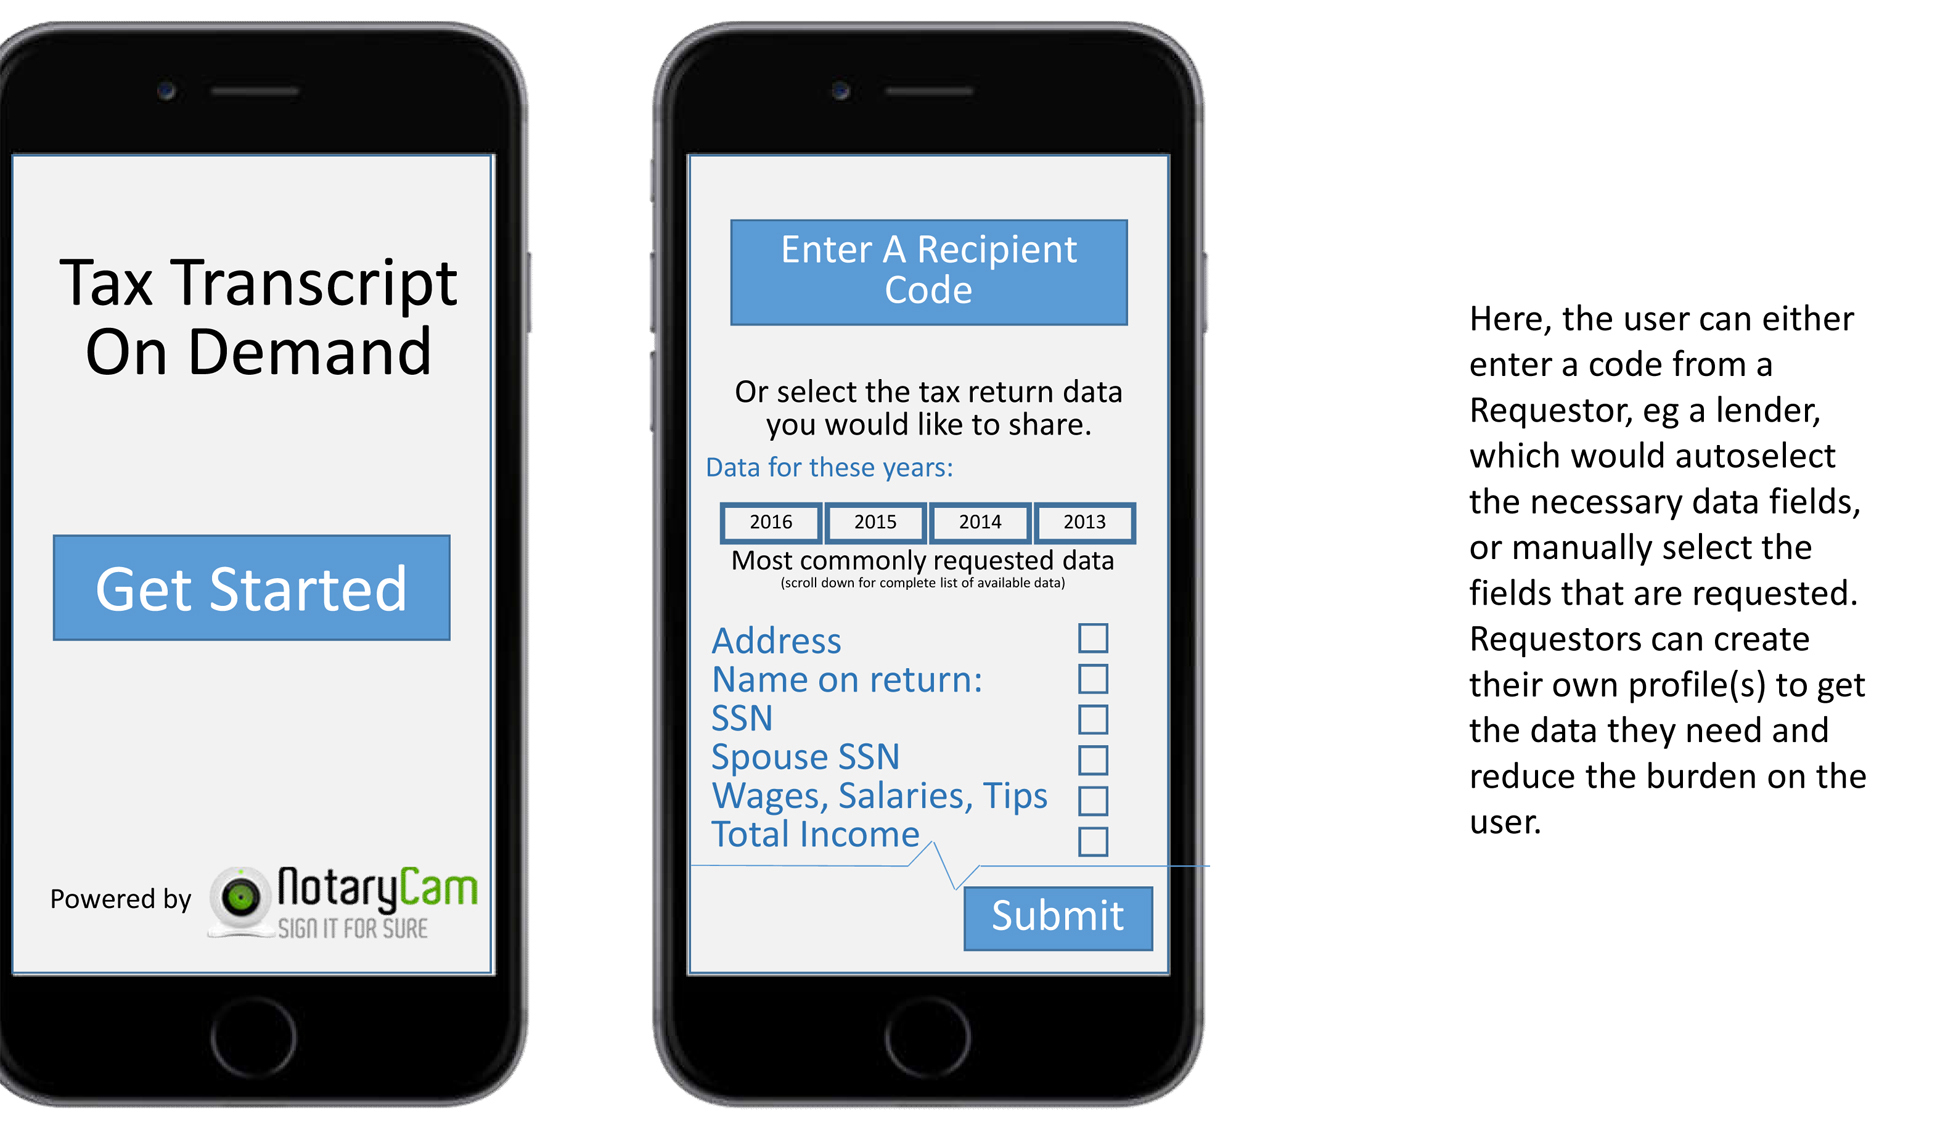 Tax Transcript
On Demand
Get Started
Powered by
NotaryCam
SIGN IT FOR SURE
Enter A Recipient
Code
Or select the tax return data
you would like to share.
Data for these years:
2016 2015 2014 2013
Most commonly requested data
(scroll down for complete list of available data)
Address
Name on return:
SSN
Spouse SSN
Wages, Salaries, Tips
Total Income
Submit
Here, the user can either
enter a code from a
Requestor, eg a lender,
which would autoselect
the necessary data fields,
or manually select the
fields that are requested.
Requestors can create
their own profile(s) to get
the data they need and
reduce the burden on the
user.